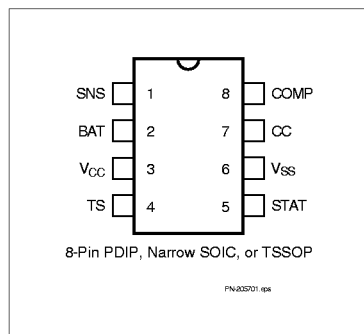 SNS 1 8 COMP
BAT 2 7 CC
VCC 3 6 VSS
TS 4 5 STAT
8-Pin PDIP, Narrow SOIC, or TSSOP
PN-205701.eps